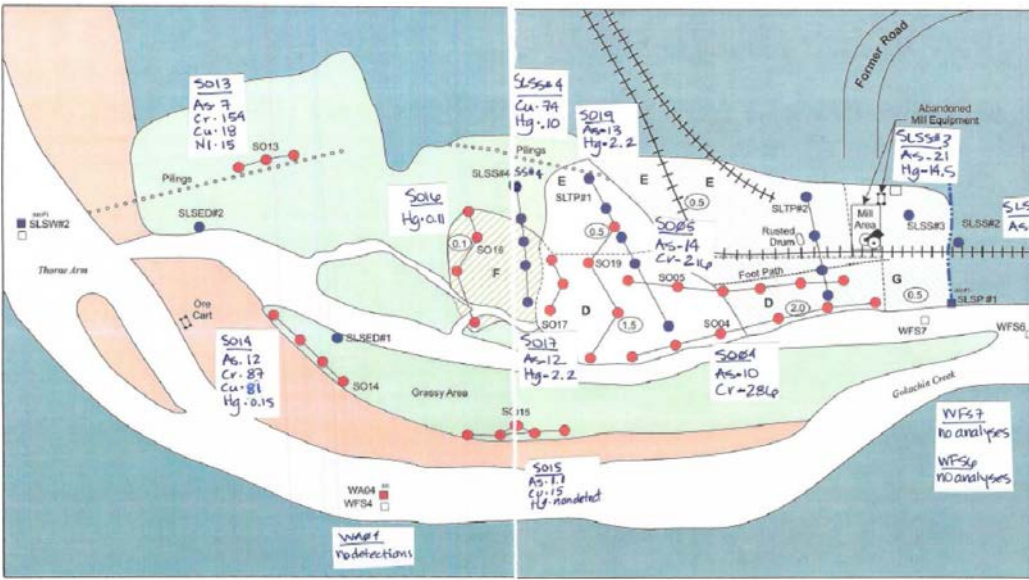 SO13
As-7
Cr-154
Cu-18
Ni-15
SO13
Pilings
SLSED#2
SLSW#2
Thorne Arm
Ore
Cart
SO16
Hg-0.11
0.1
SO16
F
SLSS#4
Cu-74
Hg-.10
Pilings
SLSS#4
SS#4
SO19
As-13
Hg-2.2
E
E
E
SLTP#1
0.5
0.5
SO19
SO05
As-14
Cr-216
SO05
SLTP#2
Rusted
Drum
Foot Path
Former Road
Abandoned
Mill Equipment
SLSS#3
As-21
Hg-14.5
Mill
Area
SLSS#3
SLSS#2
SLS
As
G
0.5
SLSP#1
WFS7
WFS6
SO17
D
1.5
D
2.0
SO04
SO17
As-12
Hg-2.2
SO04
As-10
Cr-286
SO14
As-12
Cr-87
Cu-81
Hg-0.15
SLSED#1
SO14
Grassy Area
SO15
Gokachin Creek
SO15
As-1.1
Cu-15
Hg-nondetect
WA04
WFS4
WA04
no detections
WFS7
no analyses
WFS6
no analyses